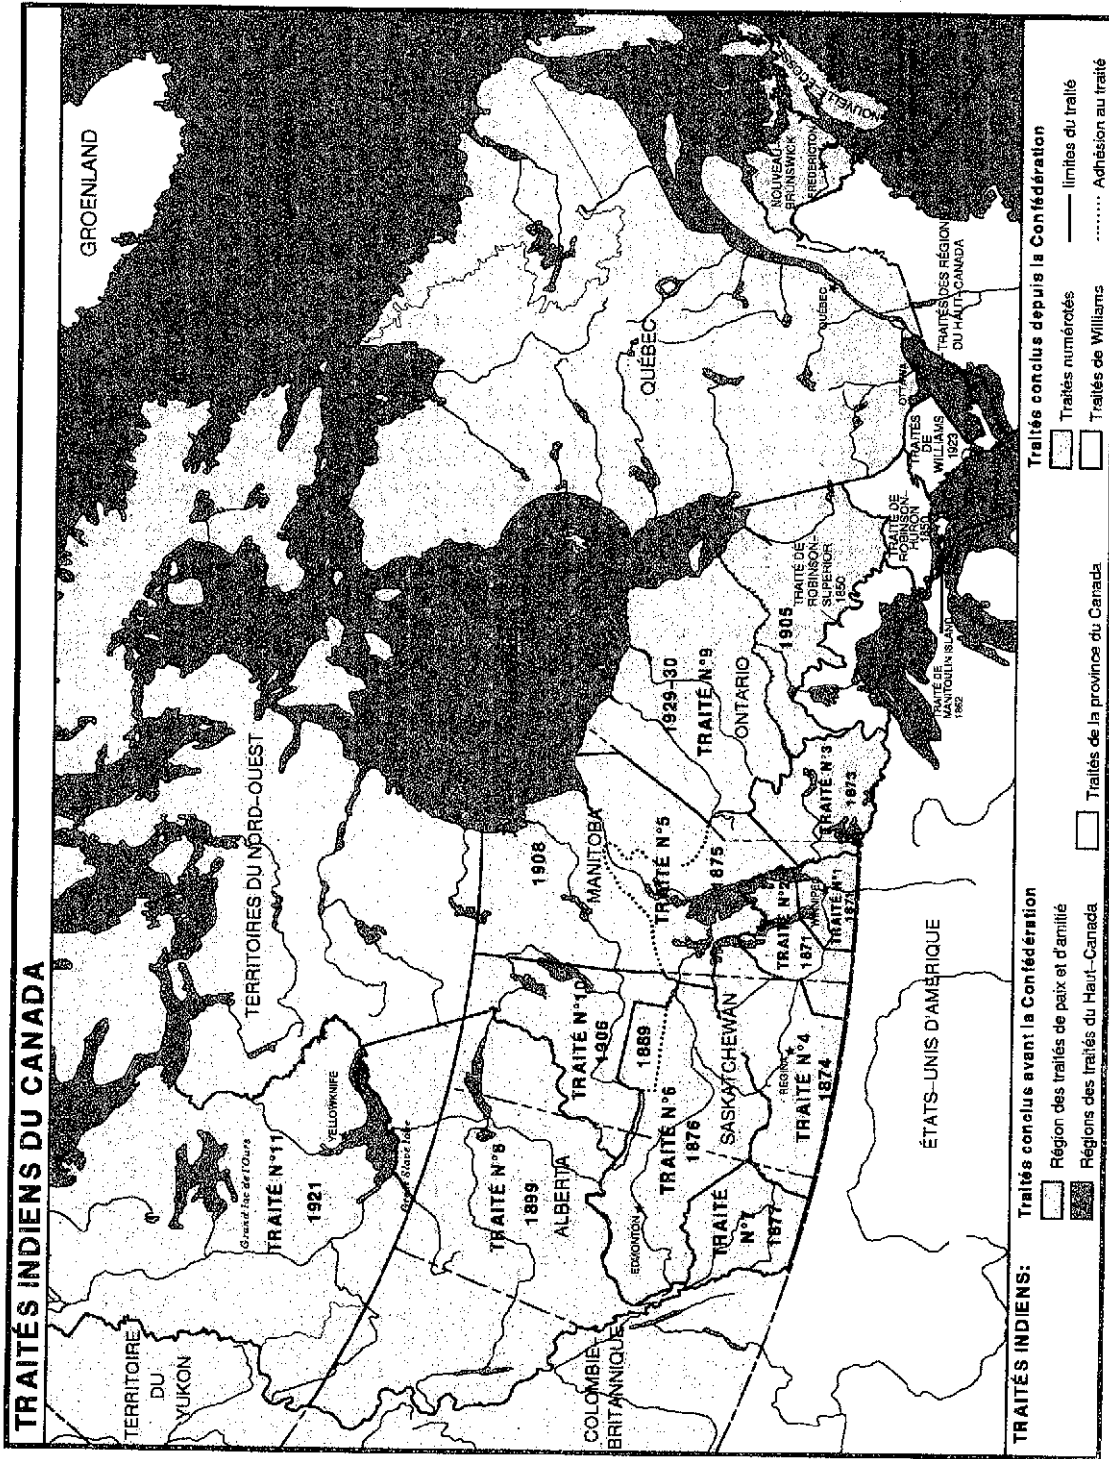 TRAITÉS INDIENS DU CANADA
GROENLAND
TERRITOIRE
DU
YUKON
Grand lac de l'Ours
TRAITÉ N°11
1921
YELLOWKNIFE
Great Slave lake
TERRITOIRES DU NORD-OUEST
COLOMBIE-
BRITANNIQUE
TRAITÉ N°8
1899
ALBERTA
EDMONTON
TRAITÉ
N°7
1877
TRAITÉ N°10
1906
1889
TRAITÉ N°6
1876
SASKATCHEWAN
REGINA
TRAITÉ N°4
1874
1908
MANITOBA
TRAITÉ N°5
1875
TRAITÉ N°2
1871
WINNIPEG
TRAITÉ N°1
1871
TRAITÉ N°3
1873
1929-30
TRAITÉ N°9
ONTARIO
1905
TRAITÉ DE
ROBINSON-
SUPERIOR
1850
TRAITÉ DE
ROBINSON-
HURON
1850
TRAITÉ DE
MANITOULIN ISLAND
1862
TRAITÉS
DE
WILLIAMS
1923
OTTAWA
TRAITÉS DES RÉGION
DU HAUT-CANADA
QUÉBEC
QUÉBEC
NOUVEAU
BRUNSWICK
FREDERICTON
NOUVELLE-ÉCOSSE
ÉTATS-UNIS D'AMÉRIQUE
TRAITÉS INDIENS:
Traités conclus avant la Confédération
Région des traités de paix et d'amitié
Régions des traités du Haut-Canada
Traités de la province du Canada
Traités conclus depuis la Confédération
Traités numérotés
Traités de Williams
limites du traité
Adhésion au traité